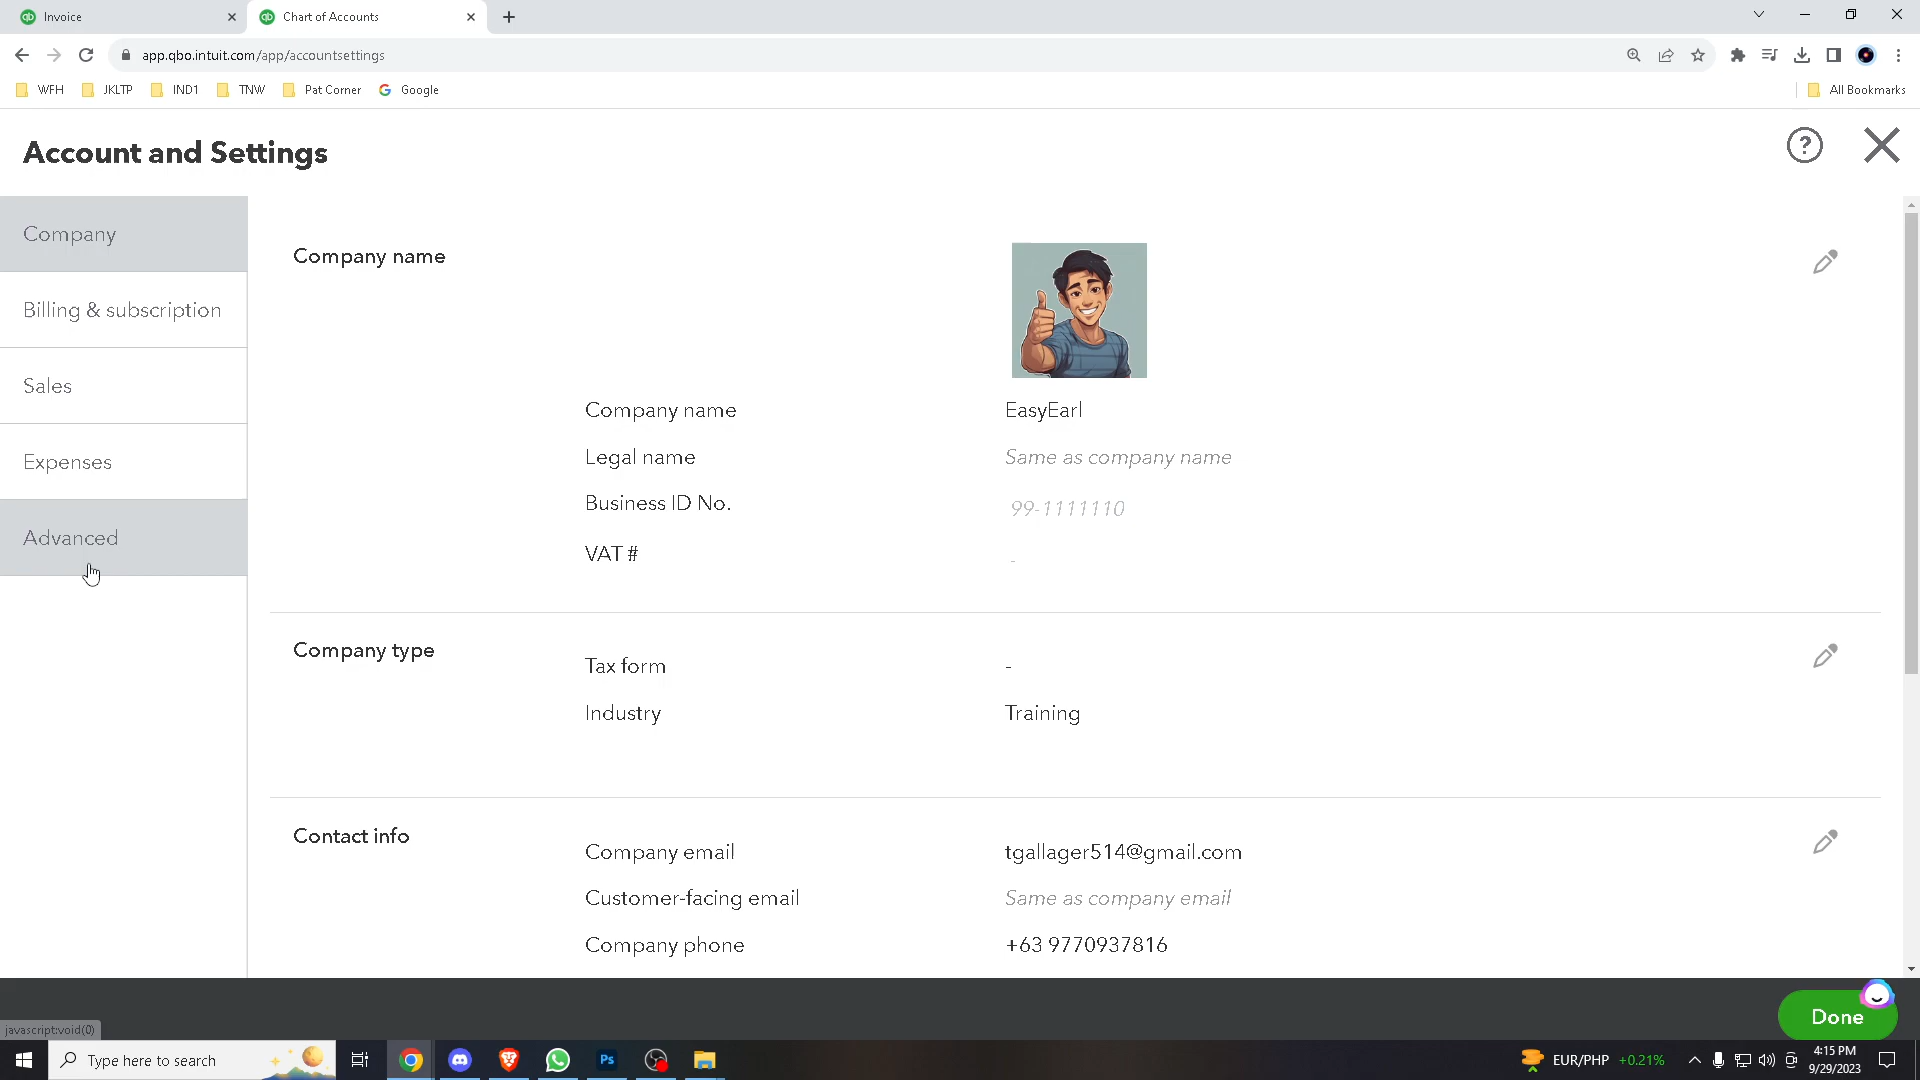 Invoice
Chart of Accounts
app.qbo.intuit.com/app/accountsettings
WFH
JKLTP
IND1
TNW
Pat Corner
Google
All Bookmarks
Account and Settings
Company
Billing & subscription
Sales
Expenses
Advanced
Company name
Company name EasyEarl
Legal name Same as company name
Business ID No. 99-1111110
VAT # -
Company type
Tax form -
Industry Training
Contact info
Company email tgallager514@gmail.com
Customer-facing email Same as company email
Company phone +63 9770937816
Done
javascript:void(0)
Type here to search
Ps
EUR/PHP +0.21%
4:15 PM
9/29/2023